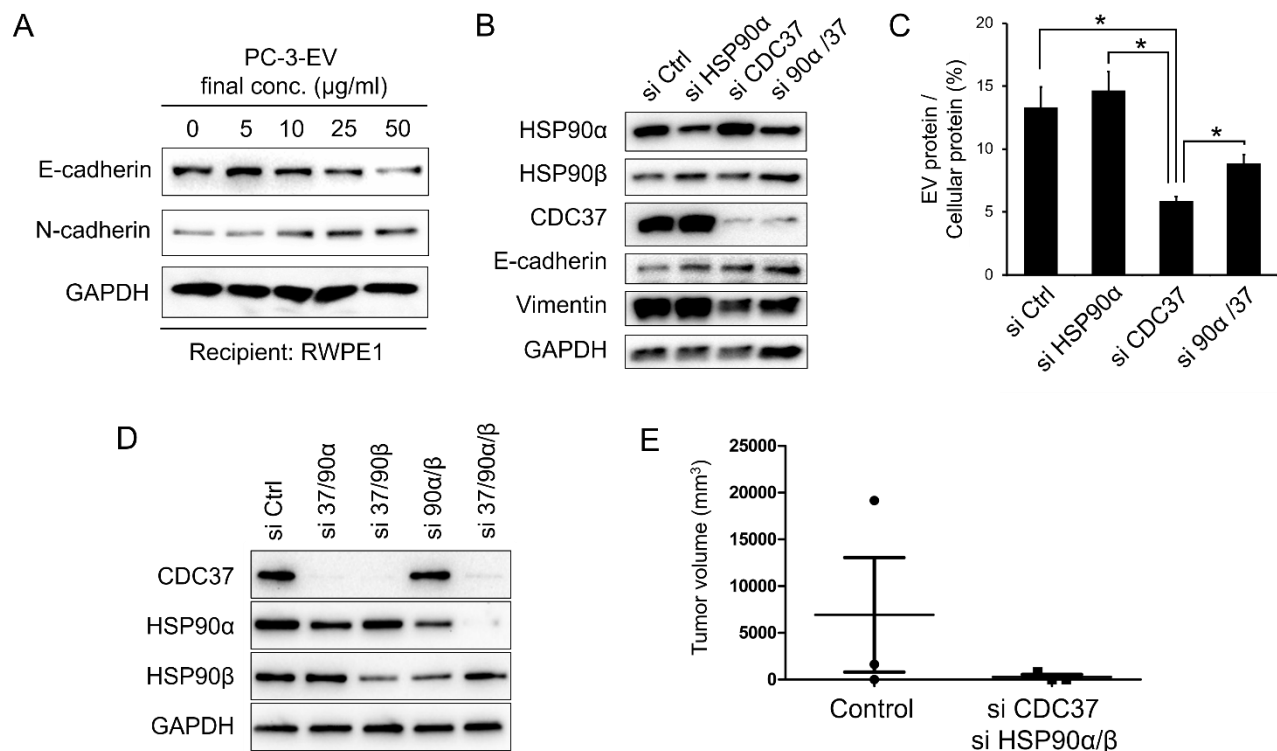 A
PC-3-EV
final conc. (µg/ml)
0 5 10 25 50
E-cadherin
N-cadherin
GAPDH
Recipient: RWPE1
B
si Ctrl
si HSP90α
si CDC37
si 90α /37
HSP90α
HSP90β
CDC37
E-cadherin
Vimentin
GAPDH
C
EV protein /
Cellular protein (%)
20
15
10
5
0
*
*
*
si Ctrl
si HSP90α
si CDC37
si 90α /37
D
si Ctrl
si 37/90α
si 37/90β
si 90α/β
si 37/90α/β
CDC37
HSP90α
HSP90β
GAPDH
E
Tumor volume (mm³)
25000
20000
15000
10000
5000
0
Control
si CDC37
si HSP90α/β